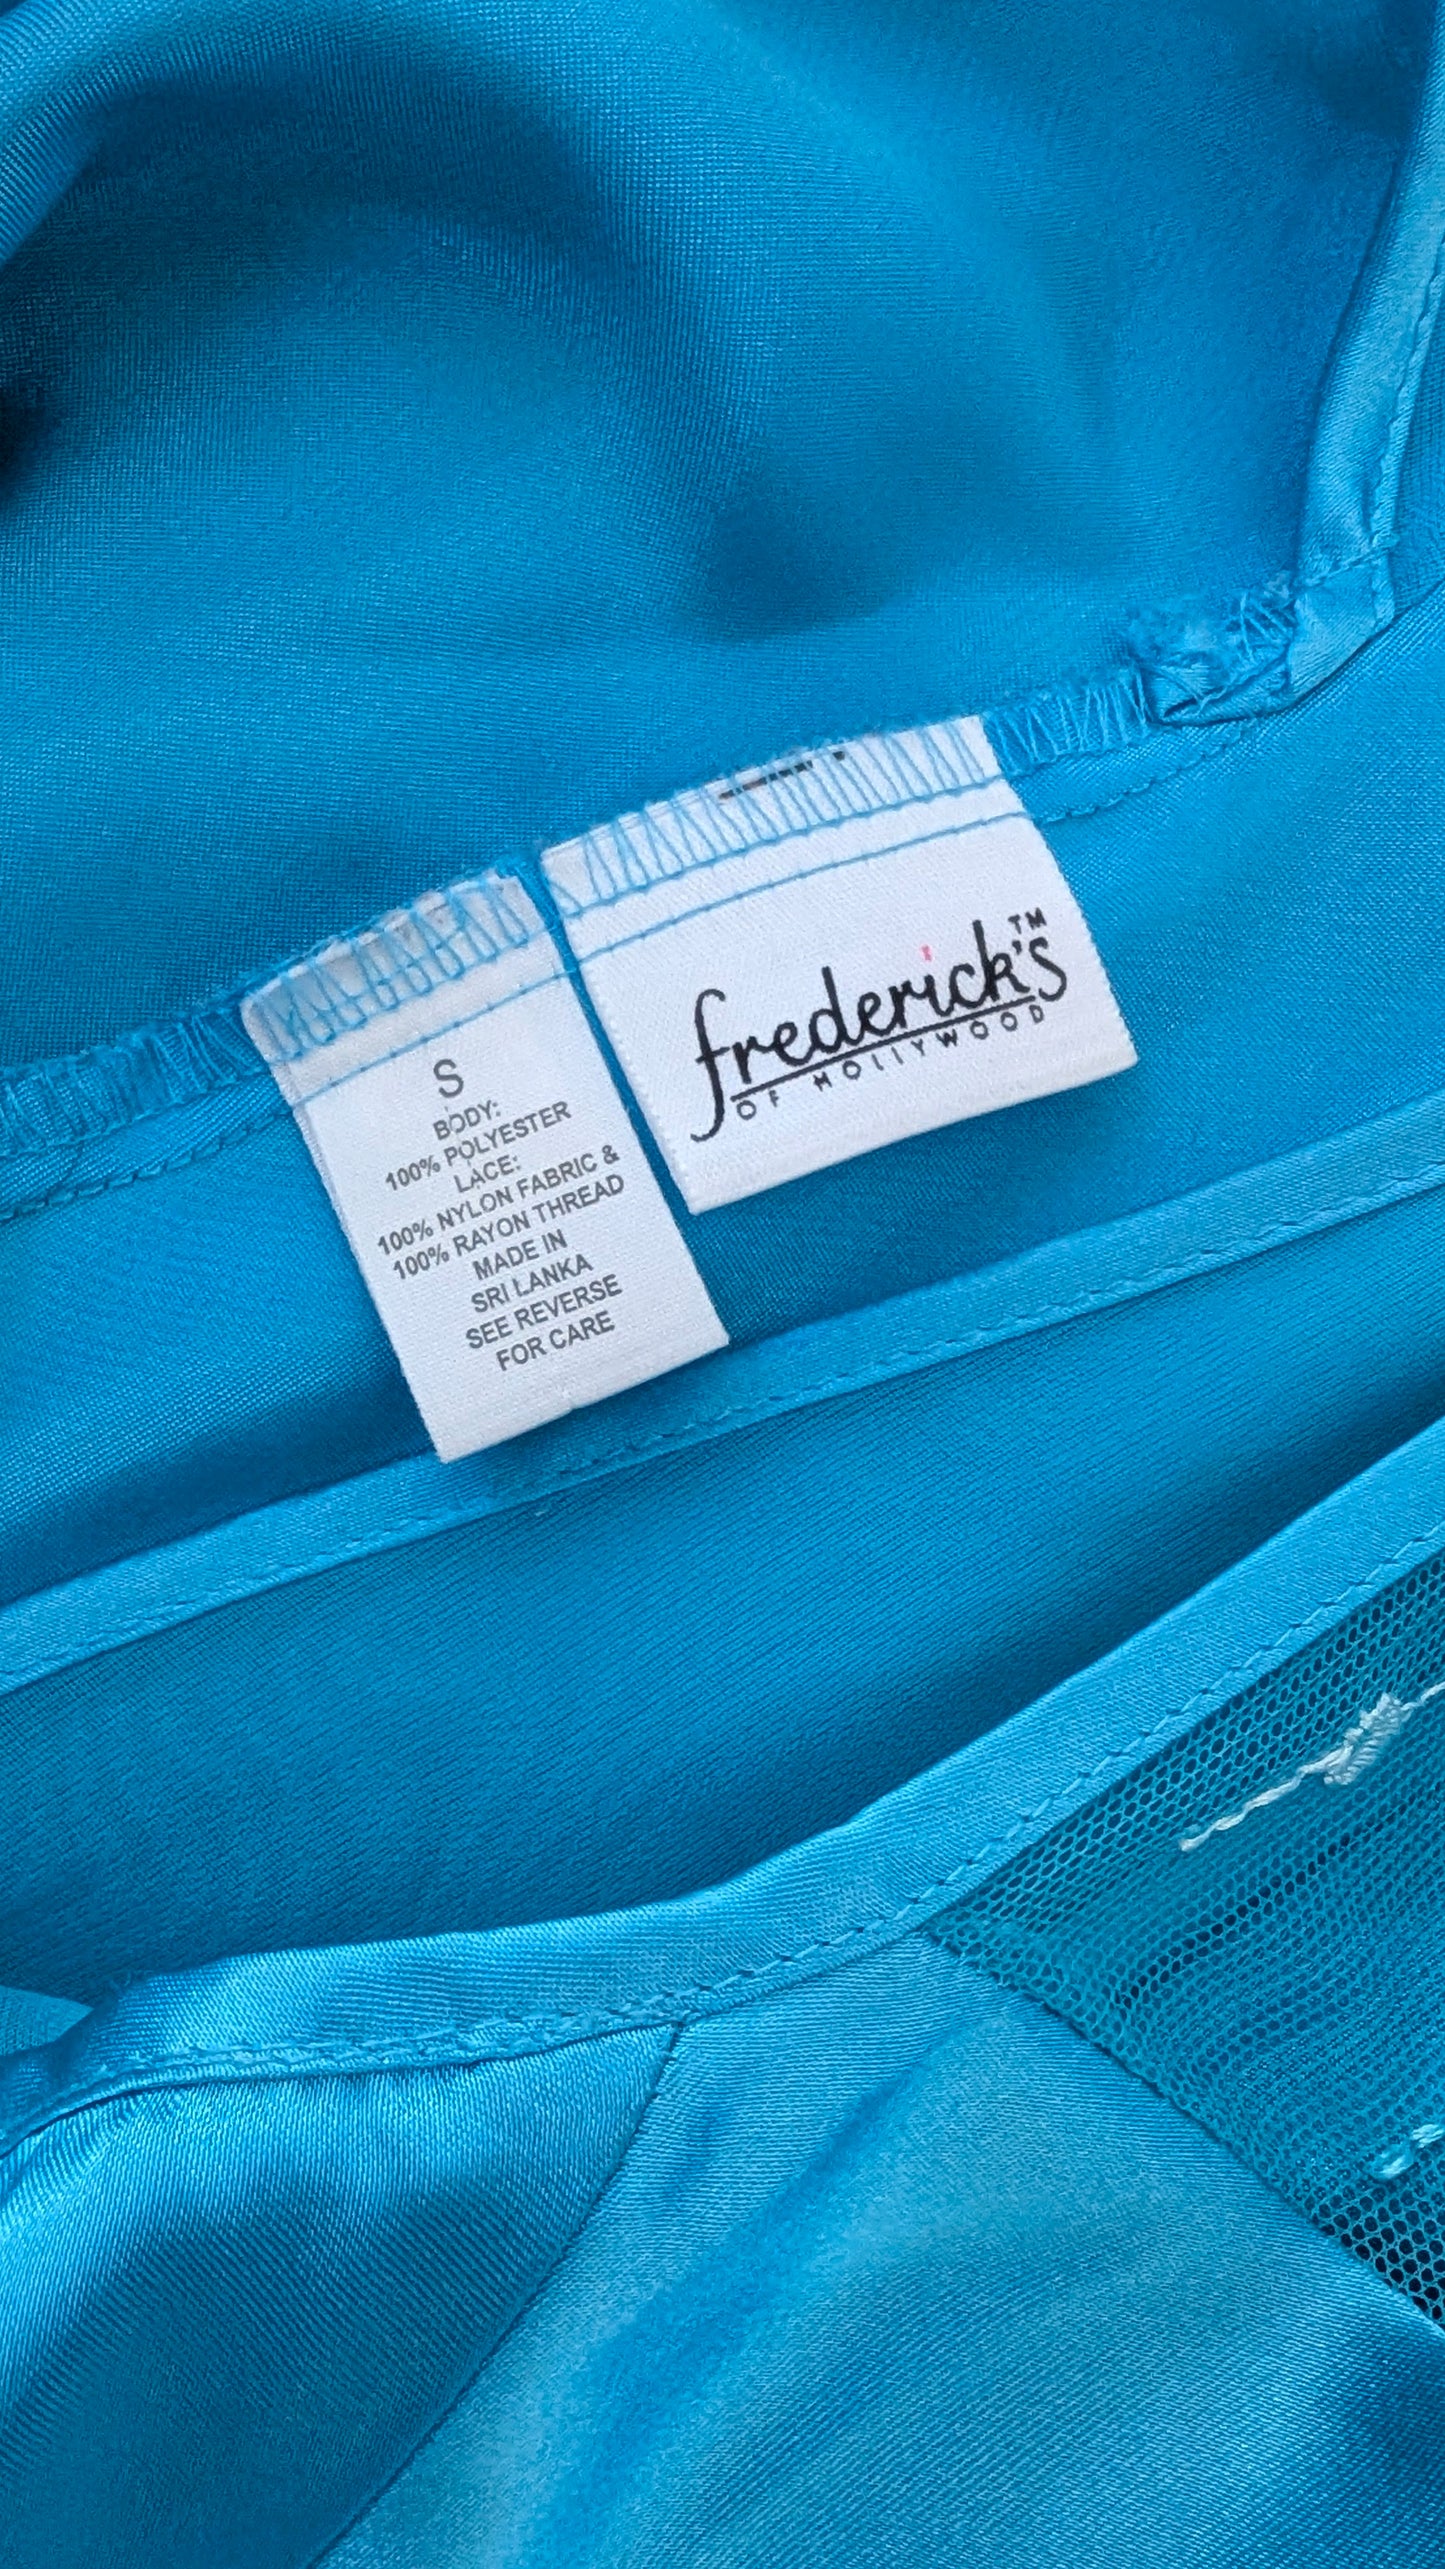 S
BODY:
100% POLYESTER
LACE:
100% NYLON FABRIC &
100% RAYON THREAD
MADE IN
SRI LANKA
SEE REVERSE
FOR CARE
frederick's™
OF HOLLYWOOD